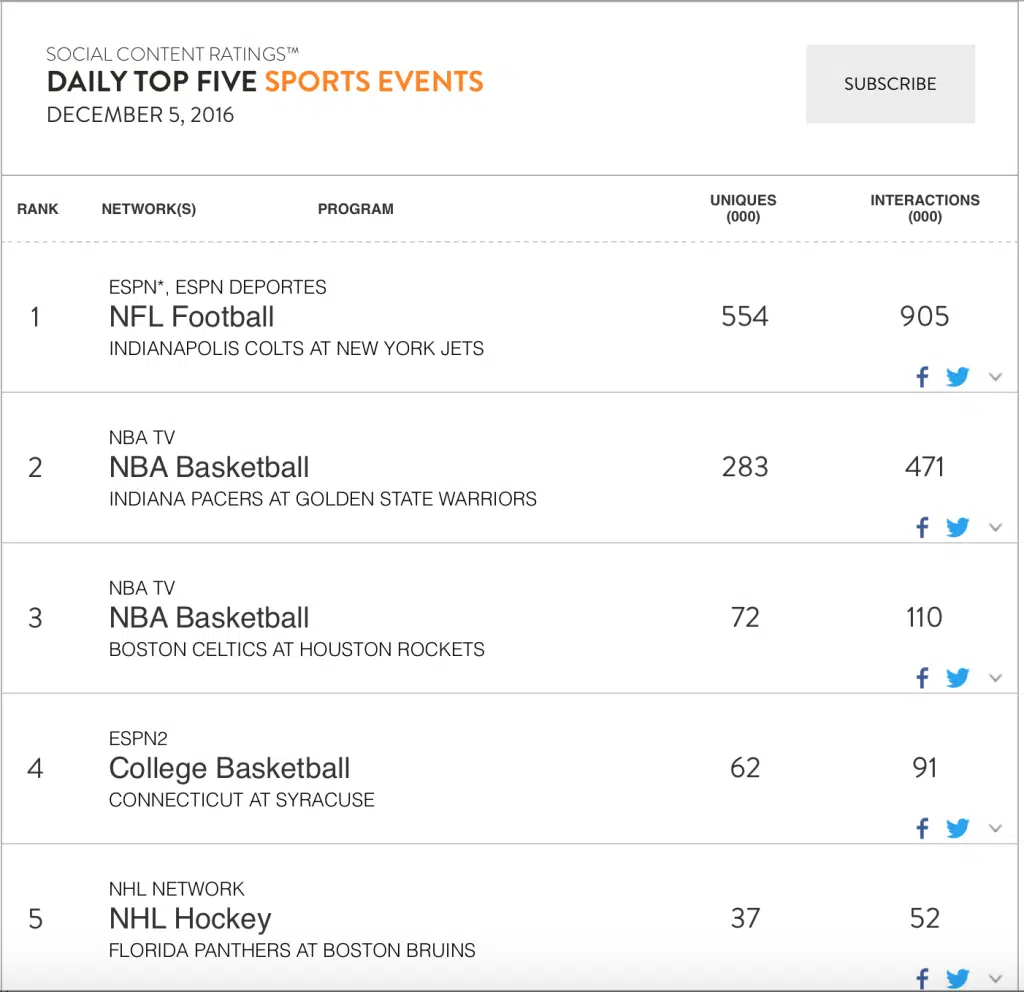 SOCIAL CONTENT RATINGS™
DAILY TOP FIVE SPORTS EVENTS
DECEMBER 5, 2016
SUBSCRIBE
RANK NETWORK(S) PROGRAM UNIQUES (000) INTERACTIONS (000)
ESPN*, ESPN DEPORTES
1 NFL Football 554 905
INDIANAPOLIS COLTS AT NEW YORK JETS
NBA TV
2 NBA Basketball 283 471
INDIANA PACERS AT GOLDEN STATE WARRIORS
NBA TV
3 NBA Basketball 72 110
BOSTON CELTICS AT HOUSTON ROCKETS
ESPN2
4 College Basketball 62 91
CONNECTICUT AT SYRACUSE
NHL NETWORK
5 NHL Hockey 37 52
FLORIDA PANTHERS AT BOSTON BRUINS